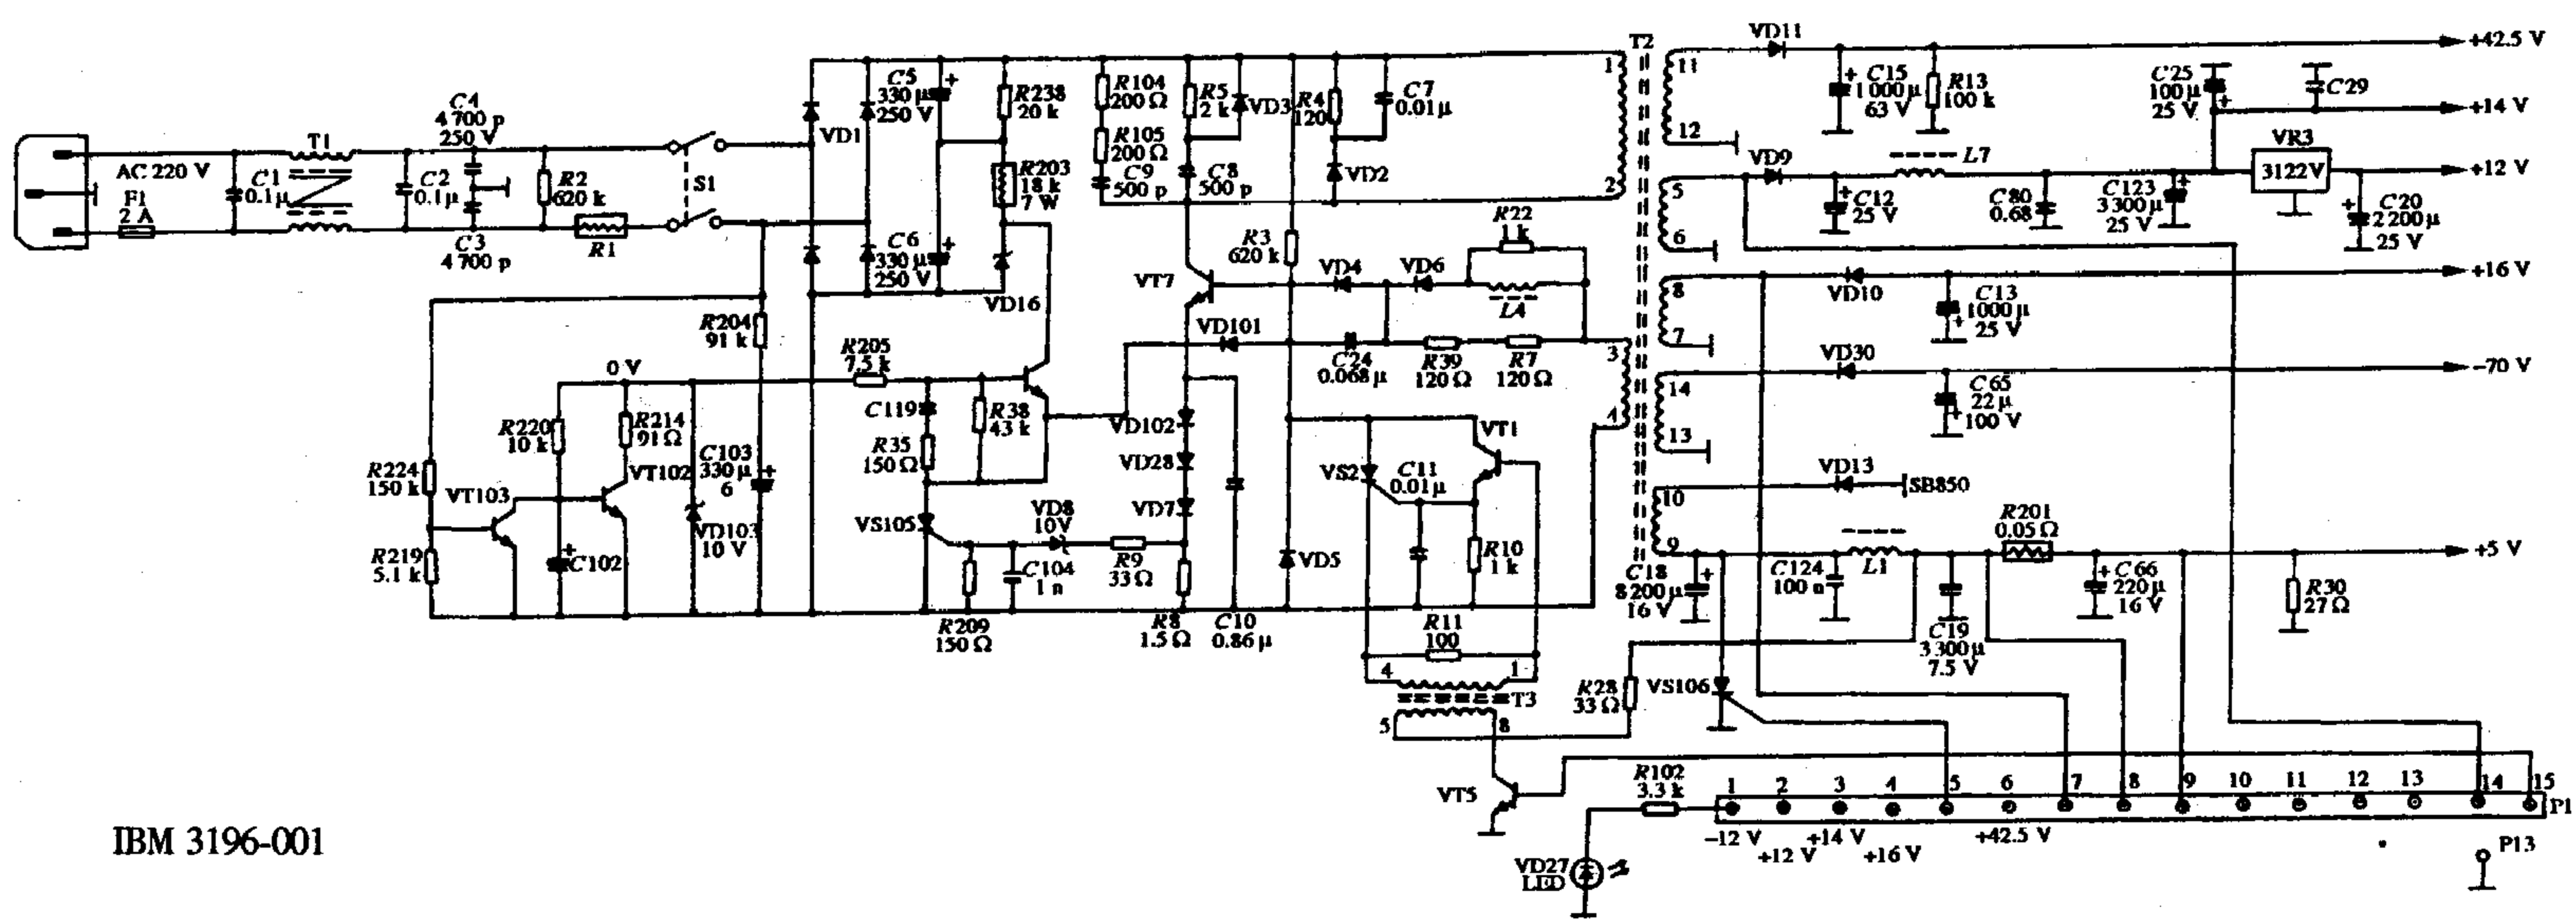 AC 220 V
F1
2 A
C1
0.1 μ
T1
C2
0.1 μ
C4
4 700 p
250 V
C3
4 700 p
R2
620 k
R1
S1
VD1
C5
330 μ
250 V
C6
330 μ
250 V
R238
20 k
R203
18 k
7 W
VD16
R104
200 Ω
R105
200 Ω
C9
500 p
R5
2 k
C8
500 p
VD3
R4
120
C7
0.01 μ
VD2
R3
620 k
VT7
VD4
VD6
R22
1 k
L4
VD101
C24
0.068 μ
R39
120 Ω
R7
120 Ω
R204
91 k
R205
7.5 k
0 V
R220
10 k
R214
91 Ω
VT102
C103
330 μ
6
VD103
10 V
R224
150 k
VT103
R219
5.1 k
C102
C119
R38
43 k
R35
150 Ω
VS105
VD8
10V
R9
33 Ω
C104
1 n
R209
150 Ω
VD102
VD28
VD7
R8
1.5 Ω
C10
0.86 μ
VD5
VS2
C11
0.01 μ
VT1
R10
1 k
R11
100
4
1
T3
5
8
T2
1
2
3
4
11
12
5
6
8
7
14
13
10
9
VD11
C15
1 000 μ
63 V
R13
100 k
+42.5 V
C25
100 μ
25 V
C29
+14 V
VD9
L7
C12
25 V
C80
0.68
C123
3 300 μ
25 V
VR3
3122V
+12 V
C20
2 200 μ
25 V
VD10
C13
1000 μ
25 V
+16 V
VD30
C65
22 μ
100 V
-70 V
VD13
SB850
C18
8 200 μ
16 V
C124
100 n
L1
R201
0.05 Ω
C19
3 300 μ
7.5 V
C66
220 μ
16 V
R30
27 Ω
+5 V
R28
33 Ω
VS106
VT5
R102
3.3 k
VD27
LED
1 2 3 4 5 6 7 8 9 10 11 12 13 14 15
P1
-12 V
+12 V
+14 V
+16 V
+42.5 V
P13
IBM 3196-001